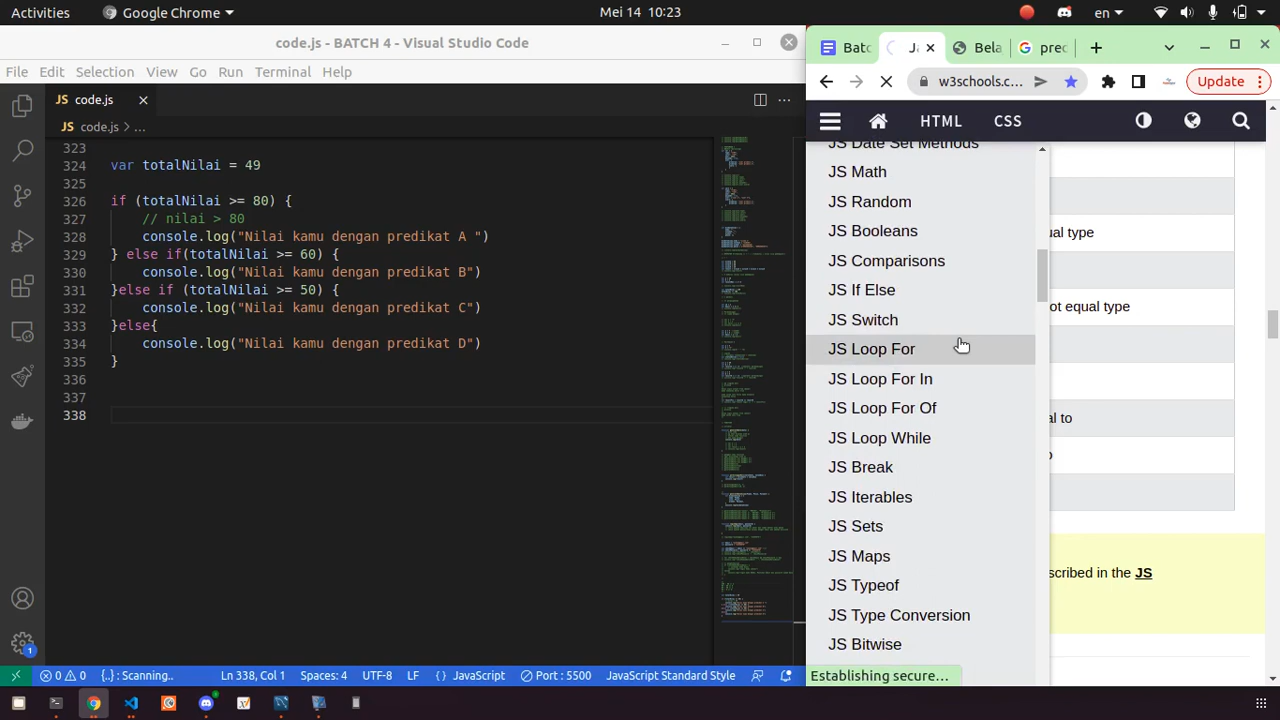 Activities
Google Chrome
Mei 14 10:23
en
code.js - BATCH 4 - Visual Studio Code
File Edit Selection View Go Run Terminal Help
JS code.js
JS code.js > ...
323
324 var totalNilai = 49
325
326 if (totalNilai >= 80) {
327 // nilai > 80
328 console.log("Nilai kamu dengan predikat A ")
329 } else if(totalNilai >= 60) {
330 console.log("Nilai kamu dengan predikat B")
331 }else if (totalNilai >=50) {
332 console.log("Nilai kamu dengan predikat C")
333 }else{
334 console.log("Nilai kamu dengan predikat D")
335 }
336
337
338
1
0 0 {..}: Scanning.. Ln 338, Col 1 Spaces: 4 UTF-8 LF JavaScript Port : 5500 JavaScript Standard Style
Batc
Ja
Bela
prec
w3schools.c...
Update
HTML CSS
JS Date Set Methods
JS Math
JS Random
JS Booleans
JS Comparisons
JS If Else
JS Switch
JS Loop For
JS Loop For In
JS Loop For Of
JS Loop While
JS Break
JS Iterables
JS Sets
JS Maps
JS Typeof
JS Type Conversion
JS Bitwise
ual type
ot equal type
al to
o
scribed in the JS
Establishing secure...